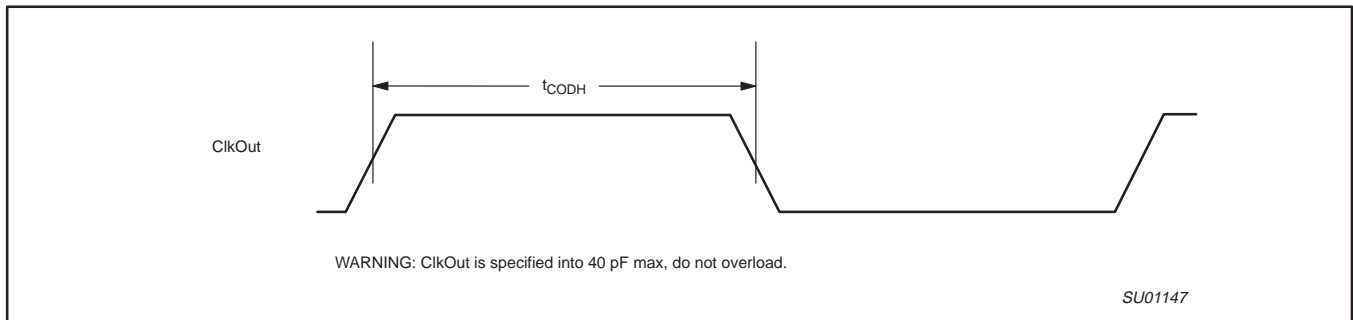 tCODH
ClkOut
WARNING: ClkOut is specified into 40 pF max, do not overload.
SU01147